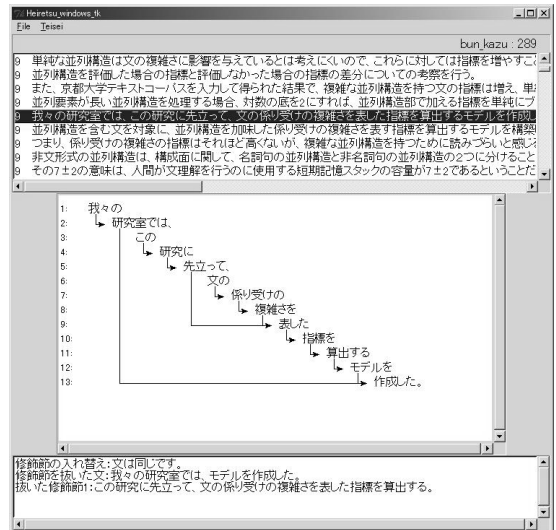 Heiretsu_windows_tk
File Teisei
bun_kazu : 289
9 単純な並列構造は文の複雑さに影響を与えているとは考えにくいので、これらに対しては指標を増やすこ
9 並列構造を評価した場合の指標と評価しなかった場合の指標の差分についての考察を行う。
9 また、京都大学テキストコーパスを入力して得られた結果で、複雑な並列構造を持つ文の指標は増え、単
9 並列要素が長い並列構造を処理する場合、対数の底を2にすれば、並列構造部で加える指標を単純に
9 我々の研究室では、この研究に先立って、文の係り受けの複雑さを表した指標を算出するモデルを作成し
9 並列構造を含む文を対象に、並列構造を加味した係り受けの複雑さを表す指標を算出するモデルを構築
9 つまり、係り受けの複雑さの指標はそれほど高くないが、複雑な並列構造を持つために読みづらいと感じ
9 非文形式の並列構造は、構成面に関して、名詞句の並列構造と非名詞句の並列構造の2つに分けること
9 その7±2の意味は、人間が文理解を行うのに使用する短期記憶スタックの容量が7±2であるということだ
1: 我々の
2: 研究室では、
3: この
4: 研究に
5: 先立って、
6: 文の
7: 係り受けの
8: 複雑さを
9: 表した
10: 指標を
11: 算出する
12: モデルを
13: 作成した。
修飾節の入れ替え:文は同じです。
修飾節を抜いた文:我々の研究室では、モデルを作成した。
抜いた修飾節1:この研究に先立って、文の係り受けの複雑さを表した指標を算出する。